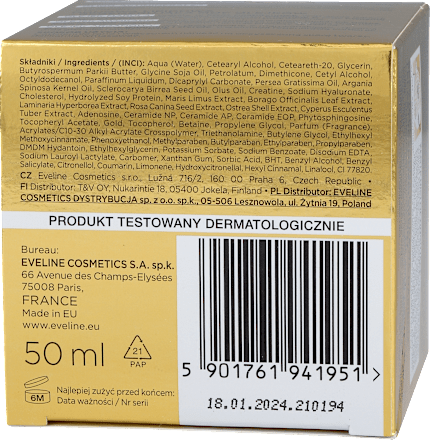 Składniki / Ingredients / (INCI): Aqua (Water), Cetearyl Alcohol, Ceteareth-20, Glycerin,
Butyrospermum Parkii Butter, Glycine Soja Oil, Petrolatum, Dimethicone, Cetyl Alcohol,
Octyldodecanol, Paraffinum Liquidum, Dicaprylyl Carbonate, Persea Gratissima Oil, Argania
Spinosa Kernel Oil, Sclerocarya Birrea Seed Oil, Olus Oil, Creatine, Sodium Hyaluronate,
Cholesterol, Hydrolyzed Soy Protein, Maris Limus Extract, Borago Officinalis Leaf Extract,
Laminaria Hyperborea Extract, Rosa Canina Seed Extract, Ostrea Shell Extract, Cyperus Esculentus
Tuber Extract, Adenosine, Ceramide NP, Ceramide AP, Ceramide EOP, Phytosphingosine,
Tocopheryl Acetate, Gold, Tocopherol, Betaine, Propylene Glycol, Parfum (Fragrance),
Acrylates/C10-30 Alkyl Acrylate Crosspolymer, Triethanolamine, Butylene Glycol, Ethylhexyl
Methoxycinnamate, Phenoxyethanol, Methylparaben, Butylparaben, Ethylparaben, Propylparaben,
DMDM Hydantoin, Ethylhexylglycerin, Potassium Sorbate, Sodium Benzoate, Disodium EDTA,
Sodium Lauroyl Lactylate, Carbomer, Xanthan Gum, Sorbic Acid, BHT, Benzyl Alcohol, Benzyl
Salicylate, Citronellol, Coumarin, Limonene, Hydroxycitronellal, Hexyl Cinnamal, Linalool, CI 77820.
CZ Eveline Cosmetics s.r.o., Lužná 716/2, 160 00 Praha 6, Czech Republic •
FI Distributor: T&V OY, Nukarintie 18, 05400 Jokela, Finland • PL Distributor: EVELINE
COSMETICS DYSTRYBUCJA sp. z o.o. sp.k., 05-506 Lesznowola, ul. Żytnia 19, Poland
PRODUKT TESTOWANY DERMATOLOGICZNIE
Bureau:
EVELINE COSMETICS S.A. sp.k.
66 Avenue des Champs-Elysées
75008 Paris,
FRANCE
Made in EU
www.eveline.eu
50 ml
21
PAP
5 901761 941951 >
6M
Najlepiej zużyć przed końcem:
Data ważności / Nr serii
18.01.2024.210194